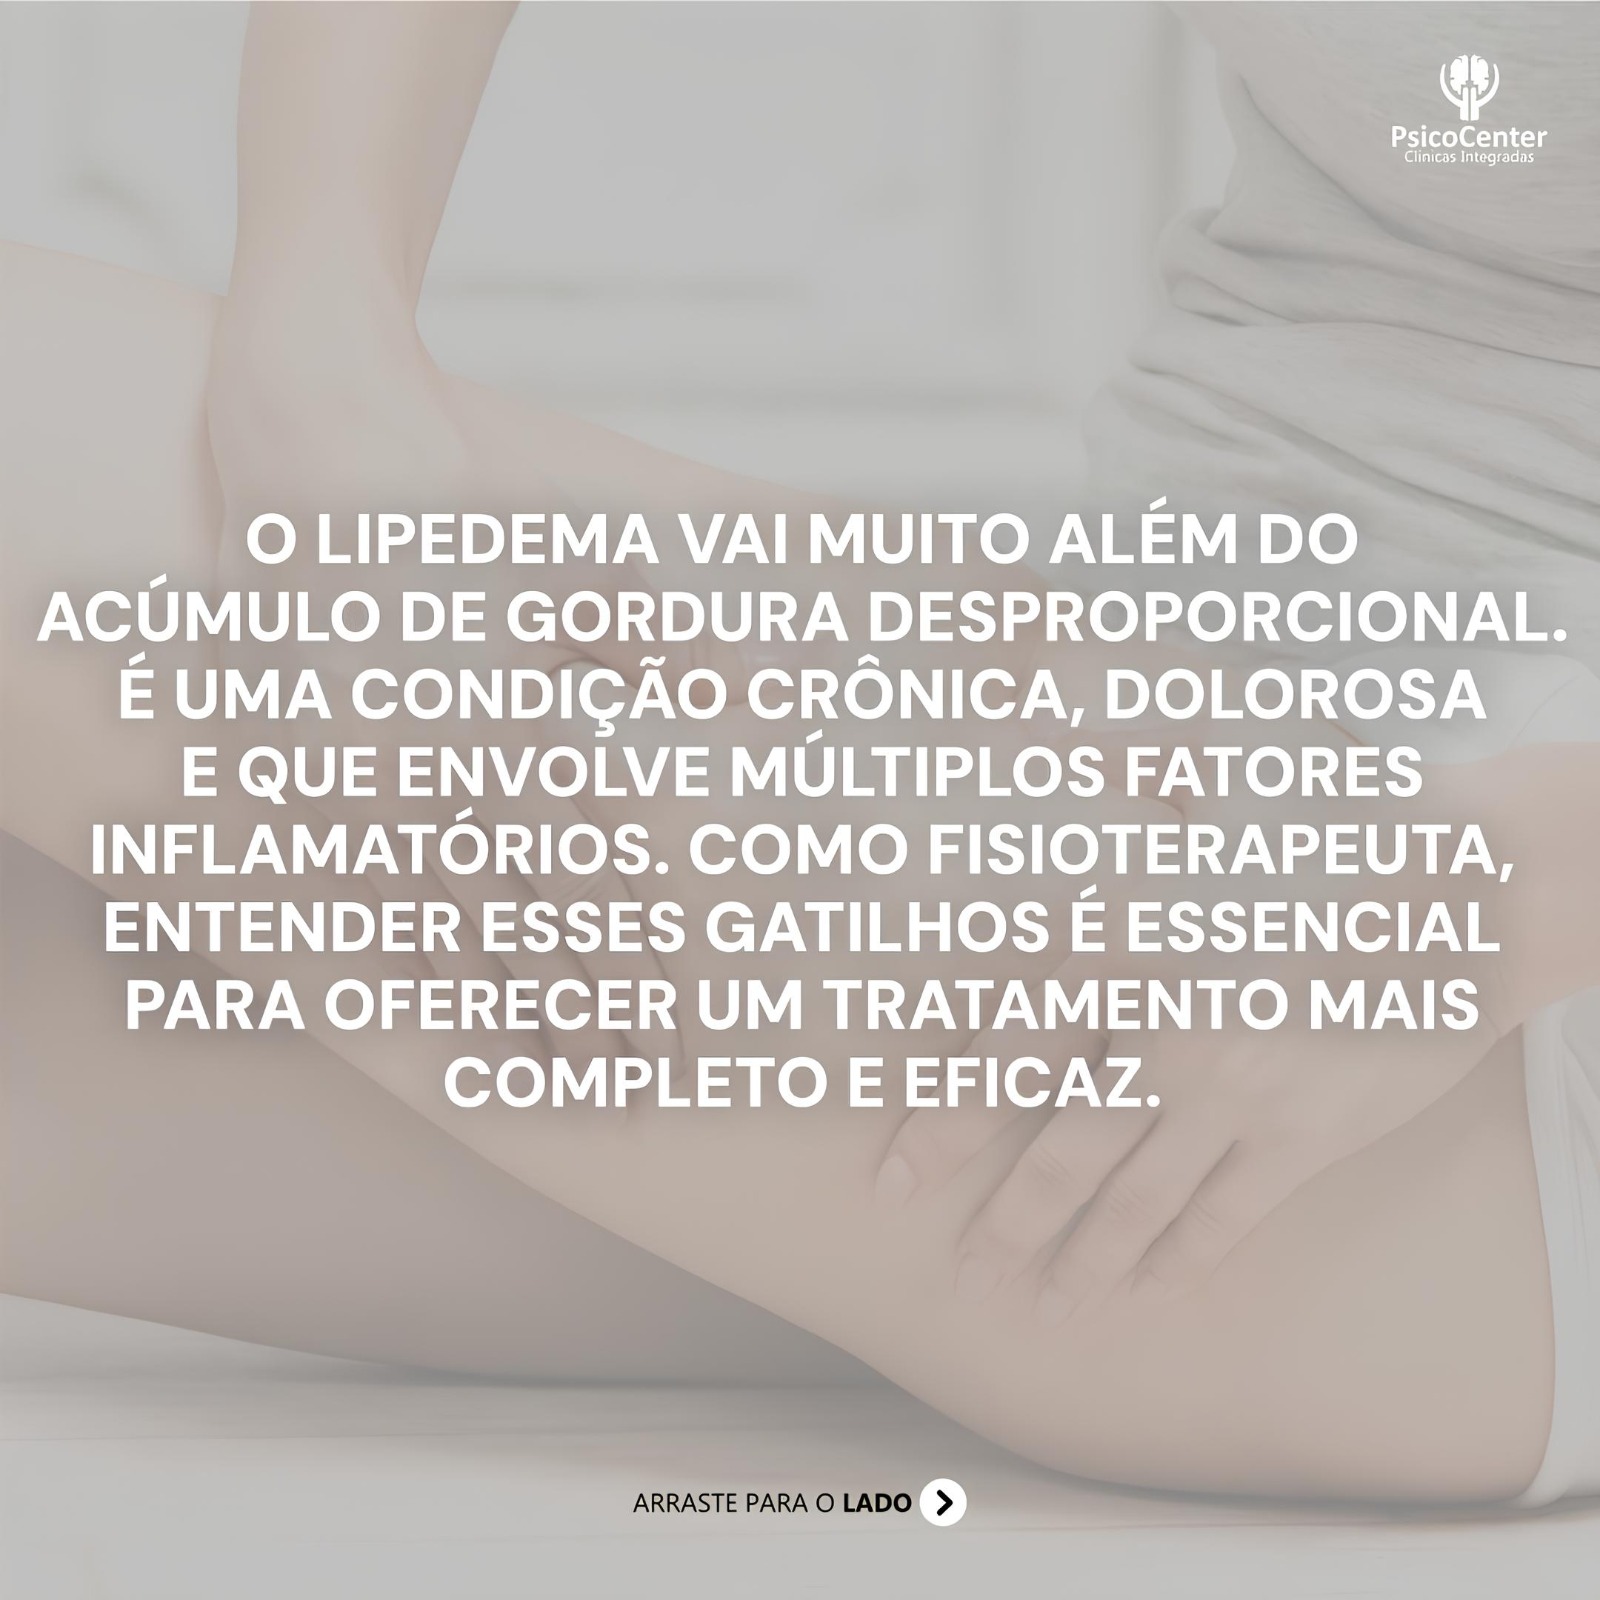 PsicoCenter
Clínicas Integradas
O LIPEDEMA VAI MUITO ALÉM DO
ACÚMULO DE GORDURA DESPROPORCIONAL.
É UMA CONDIÇÃO CRÔNICA, DOLOROSA
E QUE ENVOLVE MÚLTIPLOS FATORES
INFLAMATÓRIOS. COMO FISIOTERAPEUTA,
ENTENDER ESSES GATILHOS É ESSENCIAL
PARA OFERECER UM TRATAMENTO MAIS
COMPLETO E EFICAZ.
ARRASTE PARA O LADO